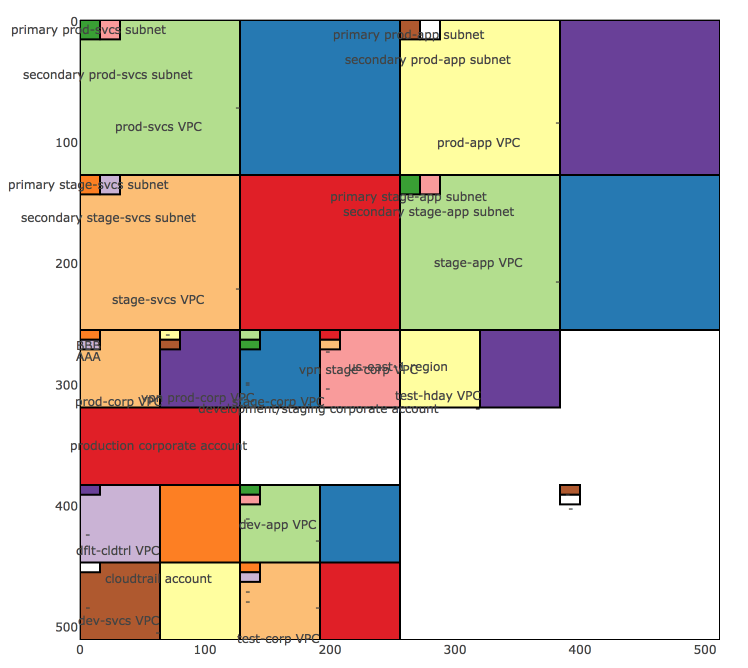 0
primary prod-svcs subnet
primary prod-app subnet
secondary prod-app subnet
secondary prod-svcs subnet
prod-svcs VPC
100
prod-app VPC
primary stage-svcs subnet
primary stage-app subnet
secondary stage-app subnet
secondary stage-svcs subnet
200
stage-app VPC
stage-svcs VPC
BBB
AAA
us-east-1 region
vpn stage-corp VPC
300
test-hday VPC
vpn prod-corp VPC
prod-corp VPC
stage-corp VPC
development/staging corporate account
production corporate account
400
dev-app VPC
dflt-cldtrl VPC
cloudtrail account
dev-svcs VPC
500
test-corp VPC
0
100
200
300
400
500